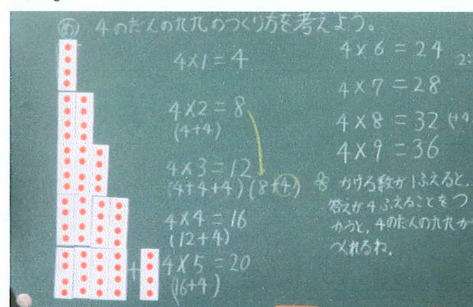 め 4のだんの九九のつくり方を考えよう。
4×1=4
4×2=8
(4+4)
4×3=12
(4+4+4)(8+4)
4×4=16
(12+4)
+ 4×5=20
(16+4)
4×6=24
4×7=28
4×8=32
4×9=36
かける数が1ふえると、
答えが4ふえることをつ
かうと、4のだんの九九が
つくれるね。